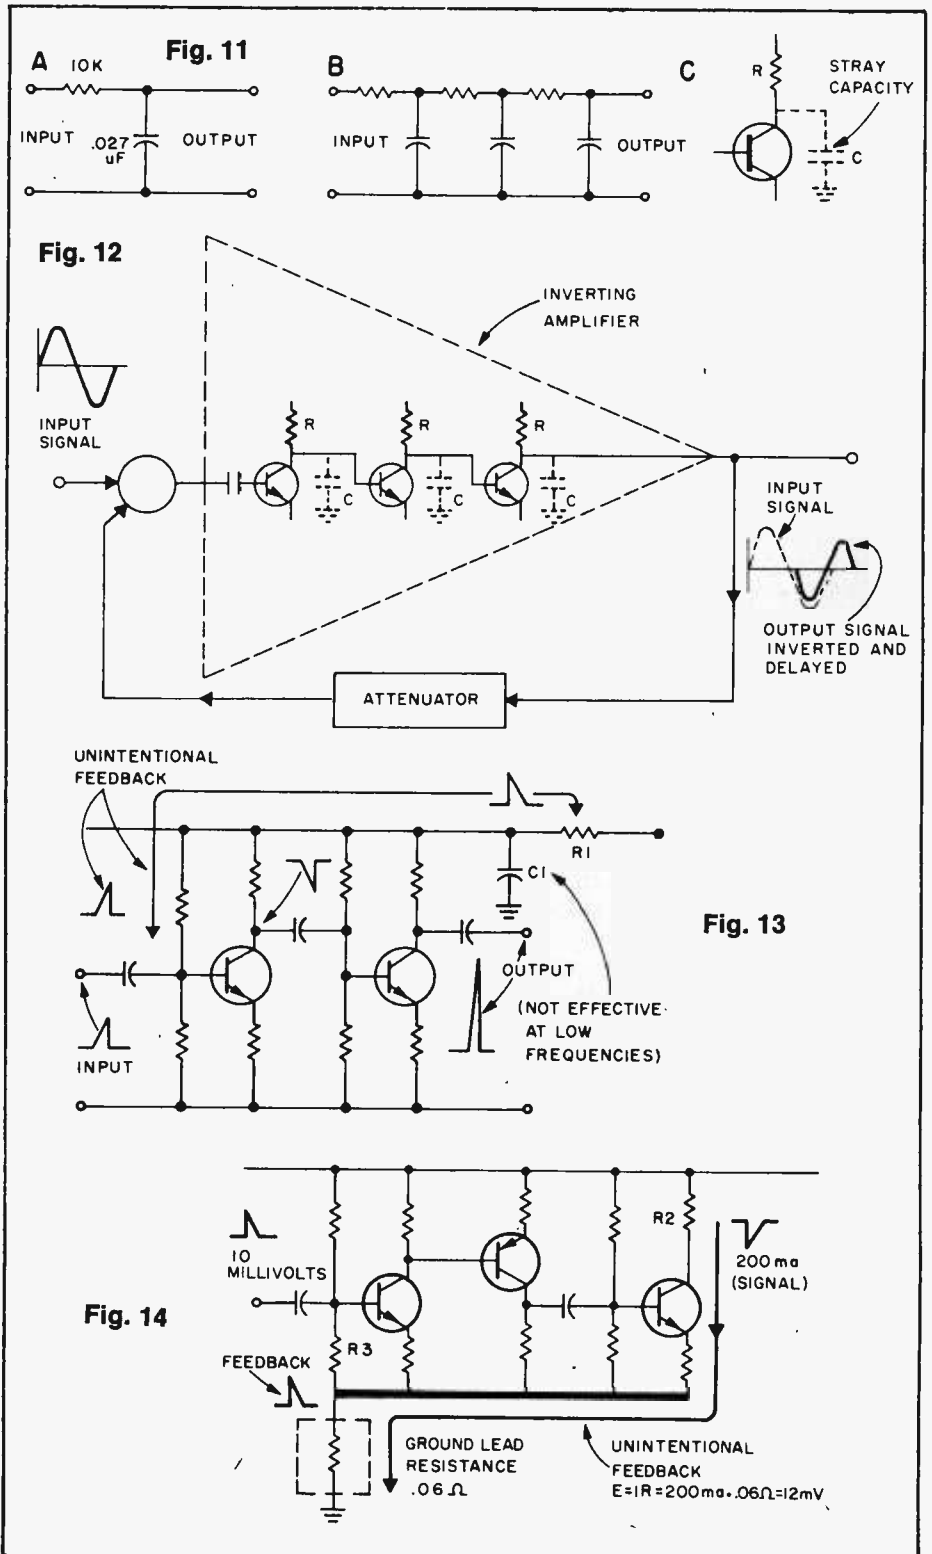 Fig. 11
A
10K
INPUT
.027
uF
OUTPUT
B
INPUT
OUTPUT
C
R
STRAY
CAPACITY
C
Fig. 12
INVERTING
AMPLIFIER
INPUT
SIGNAL
R
R
R
C
C
C
INPUT
SIGNAL
OUTPUT SIGNAL
INVERTED AND
DELAYED
ATTENUATOR
UNINTENTIONAL
FEEDBACK
R1
C1
Fig. 13
OUTPUT
(NOT EFFECTIVE
AT LOW
FREQUENCIES)
INPUT
10
MILLIVOLTS
R2
200 ma
(SIGNAL)
Fig. 14
R3
FEEDBACK
GROUND LEAD
RESISTANCE
.06Ω
UNINTENTIONAL
FEEDBACK
E=IR=200ma•.06Ω=12mV